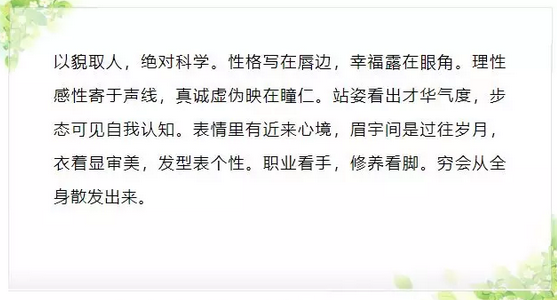 以貌取人，绝对科学。性格写在唇边，幸福露在眼角。理性
感性寄于声线，真诚虚伪映在瞳仁。站姿看出才华气度，步
态可见自我认知。表情里有近来心境，眉宇间是过往岁月，
衣着显审美，发型表个性。职业看手，修养看脚。穷会从全
身散发出来。